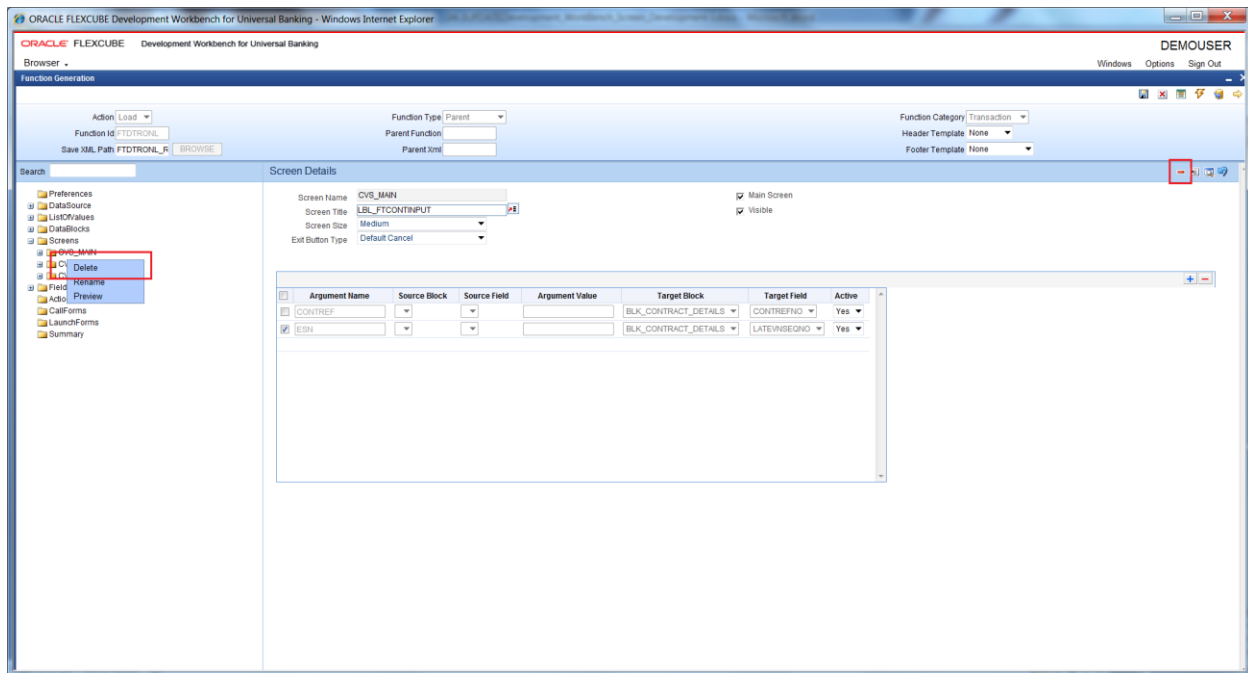 ORACLE FLEXCUBE Development Workbench for Universal Banking - Windows Internet Explorer
ORACLE FLEXCUBE Development Workbench for Universal Banking DEMOUSER
Browser Windows Options Sign Out
Function Generation
Action Load Function Type Parent Function Category Transaction
Function Id FTDTRONL Parent Function Header Template None
Save XML Path FTDTRONL_R BROWSE Parent Xml Footer Template None
Search Screen Details
Preferences
DataSource
ListOfValues
DataBlocks
Screens
CVS_MAIN
Delete
Rename
Field
Actio Preview
CallForms
LaunchForms
Summary
Screen Name CVS_MAIN Main Screen
Screen Title LBL_FTCONTINPUT Visible
Screen Size Medium
Exit Button Type Default Cancel
Argument Name Source Block Source Field Argument Value Target Block Target Field Active
CONTREF BLK_CONTRACT_DETAILS CONTREFNO Yes
ESN BLK_CONTRACT_DETAILS LATEVNSEQNO Yes